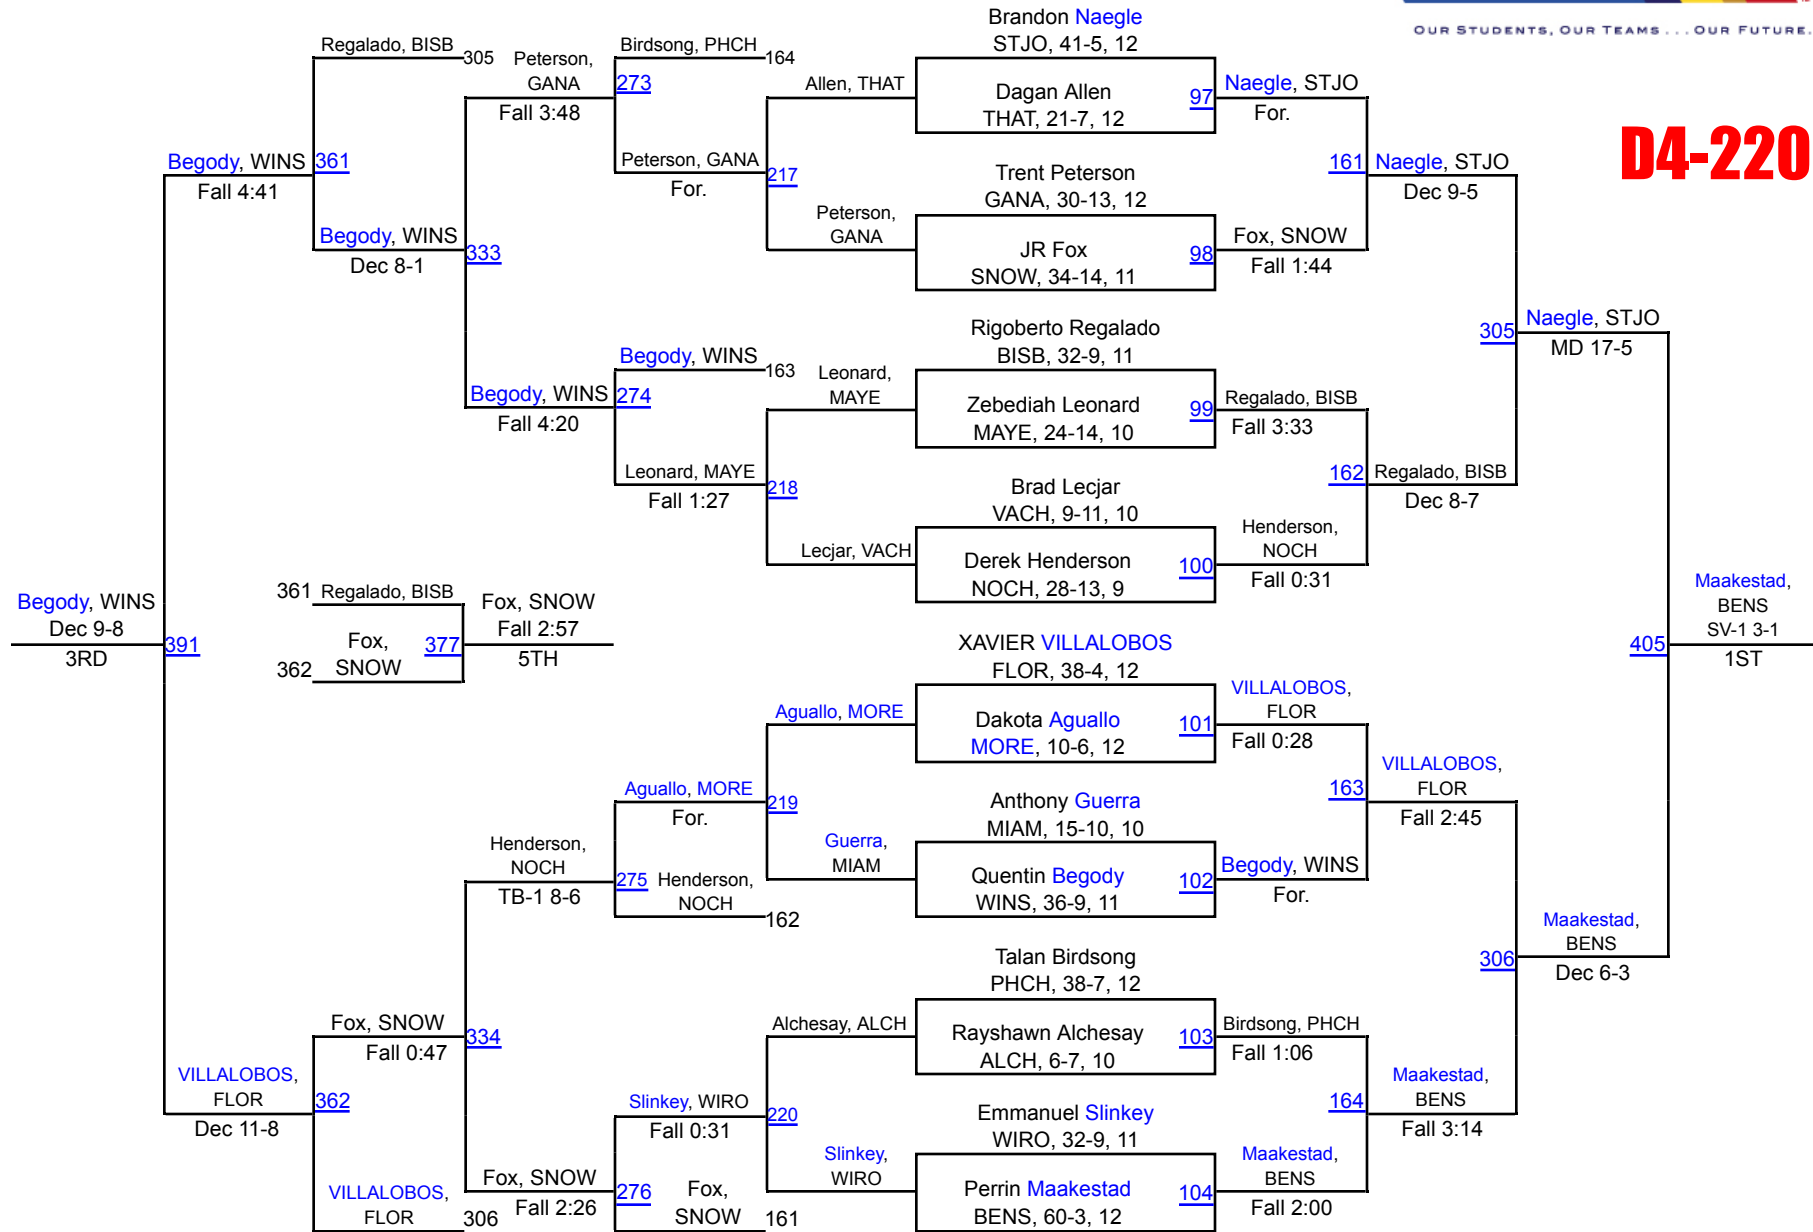 OUR STUDENTS, OUR TEAMS . . . OUR FUTURE.
D4-220
Brandon Naegle
STJO, 41-5, 12
Dagan Allen
THAT, 21-7, 12
97
Trent Peterson
GANA, 30-13, 12
JR Fox
SNOW, 34-14, 11
98
Rigoberto Regalado
BISB, 32-9, 11
Zebediah Leonard
MAYE, 24-14, 10
99
Brad Lecjar
VACH, 9-11, 10
Derek Henderson
NOCH, 28-13, 9
100
XAVIER VILLALOBOS
FLOR, 38-4, 12
Dakota Aguallo
MORE, 10-6, 12
101
Anthony Guerra
MIAM, 15-10, 10
Quentin Begody
WINS, 36-9, 11
102
Talan Birdsong
PHCH, 38-7, 12
Rayshawn Alchesay
ALCH, 6-7, 10
103
Emmanuel Slinkey
WIRO, 32-9, 11
Perrin Maakestad
BENS, 60-3, 12
104
Naegle, STJO
For.
Fox, SNOW
Fall 1:44
Regalado, BISB
Fall 3:33
Henderson,
NOCH
Fall 0:31
VILLALOBOS,
FLOR
Fall 0:28
Begody, WINS
For.
Birdsong, PHCH
Fall 1:06
Maakestad,
BENS
Fall 2:00
161
Naegle, STJO
Dec 9-5
162
Regalado, BISB
Dec 8-7
163
VILLALOBOS,
FLOR
Fall 2:45
164
Maakestad,
BENS
Fall 3:14
305
Naegle, STJO
MD 17-5
306
Maakestad,
BENS
Dec 6-3
405
Maakestad,
BENS
SV-1 3-1
1ST
Allen, THAT
Peterson,
GANA
217
Leonard,
MAYE
Lecjar, VACH
218
Aguallo, MORE
Guerra,
MIAM
219
Alchesay, ALCH
Slinkey,
WIRO
220
Birdsong, PHCH
164
273
Peterson, GANA
For.
Begody, WINS
163
274
Leonard, MAYE
Fall 1:27
Aguallo, MORE
For.
275
Henderson,
NOCH
162
Slinkey, WIRO
Fall 0:31
276
Fox,
SNOW
161
Peterson,
GANA
Fall 3:48
333
Begody, WINS
Fall 4:20
Henderson,
NOCH
TB-1 8-6
334
Fox, SNOW
Fall 2:26
Regalado, BISB
305
361
Begody, WINS
Dec 8-1
Fox, SNOW
Fall 0:47
362
VILLALOBOS,
FLOR
306
Begody, WINS
Fall 4:41
VILLALOBOS,
FLOR
Dec 11-8
391
Begody, WINS
Dec 9-8
3RD
361
Regalado, BISB
Fox,
SNOW
362
377
Fox, SNOW
Fall 2:57
5TH